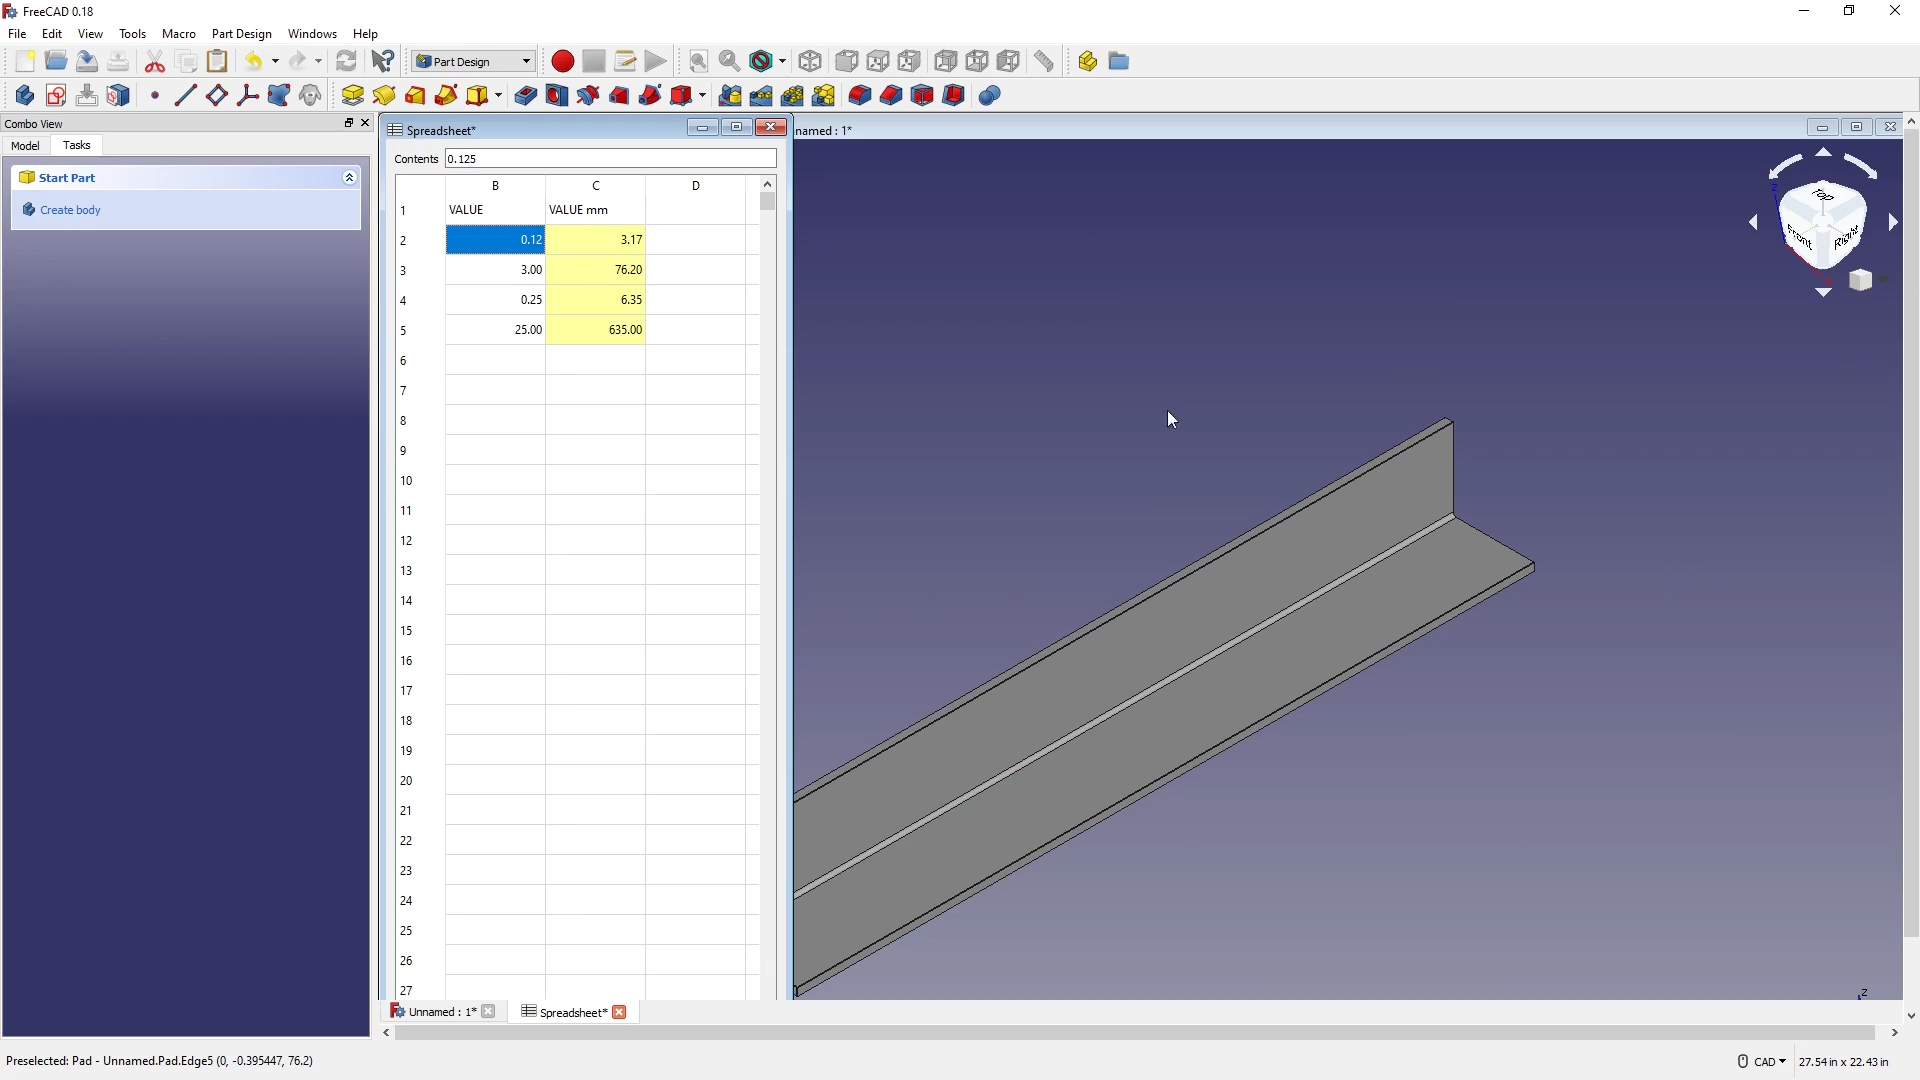 FreeCAD 0.18
File Edit View Tools Macro Part Design Windows Help
Part Design
Combo View
Model Tasks
Start Part
Create body
Spreadsheet*
named : 1*
Contents 0.125
B C D
1 VALUE VALUE mm
2 0.12 3.17
3 3.00 76.20
4 0.25 6.35
5 25.00 635.00
6
7
8
9
10
11
12
13
14
15
16
17
18
19
20
21
22
23
24
25
26
27
Top
Front Right
Z
Z
Unnamed : 1* Spreadsheet*
Preselected: Pad - Unnamed.Pad.Edge5 (0, -0.395447, 76.2)
CAD 27.54 in x 22.43 in